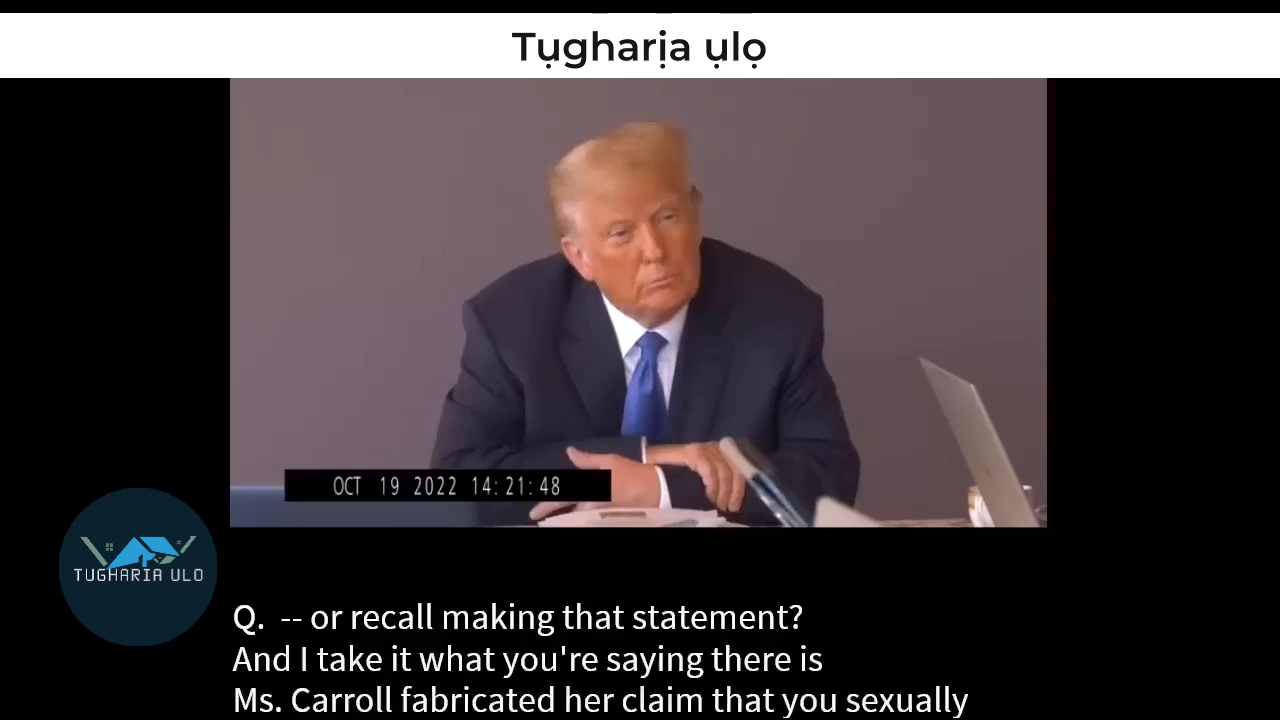 Tụgharịa ụlọ
OCT 19 2022 14:21:48
TUGHARIA ULO
Q. -- or recall making that statement?
And I take it what you're saying there is
Ms. Carroll fabricated her claim that you sexually